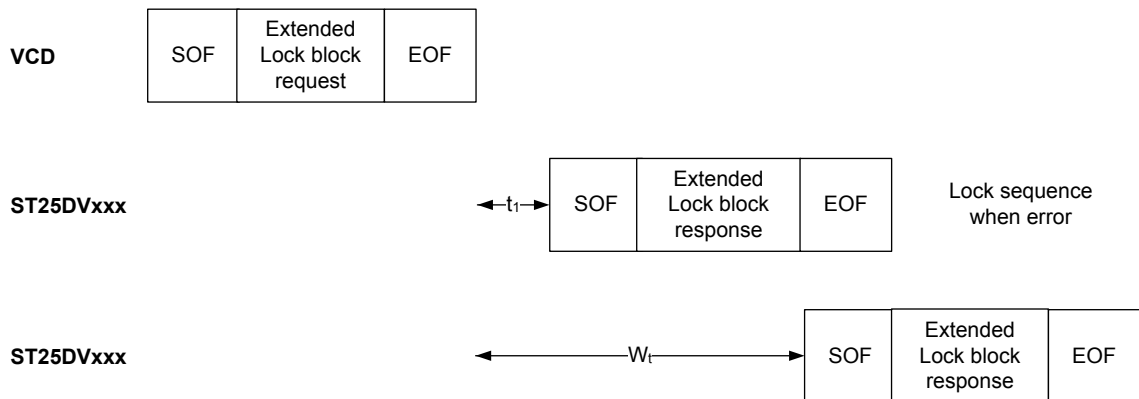 VCD
SOF
Extended
Lock block
request
EOF
ST25DVxxx
t1
SOF
Extended
Lock block
response
EOF
Lock sequence
when error
ST25DVxxx
Wt
SOF
Extended
Lock block
response
EOF